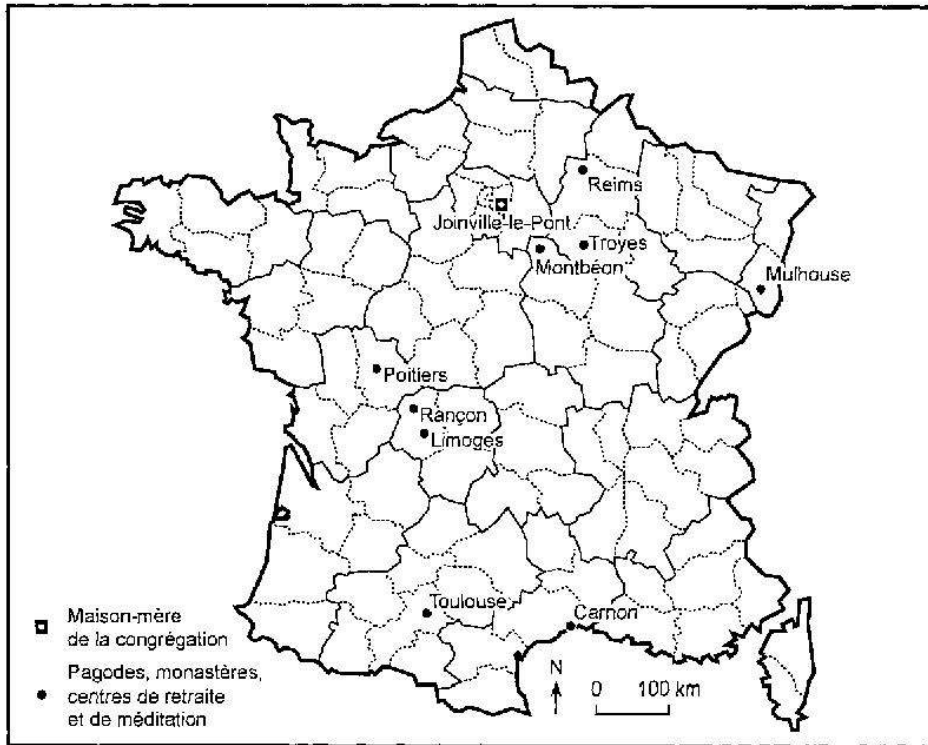 Reims
Joinville-le-Pont
Troyes
Montbéon
Mulhouse
Poitiers
Rançon
Limoges
Toulouse
Carnon
Maison-mère
de la congrégation
Pagodes, monastères,
centres de retraite
et de méditation
N
0 100 km